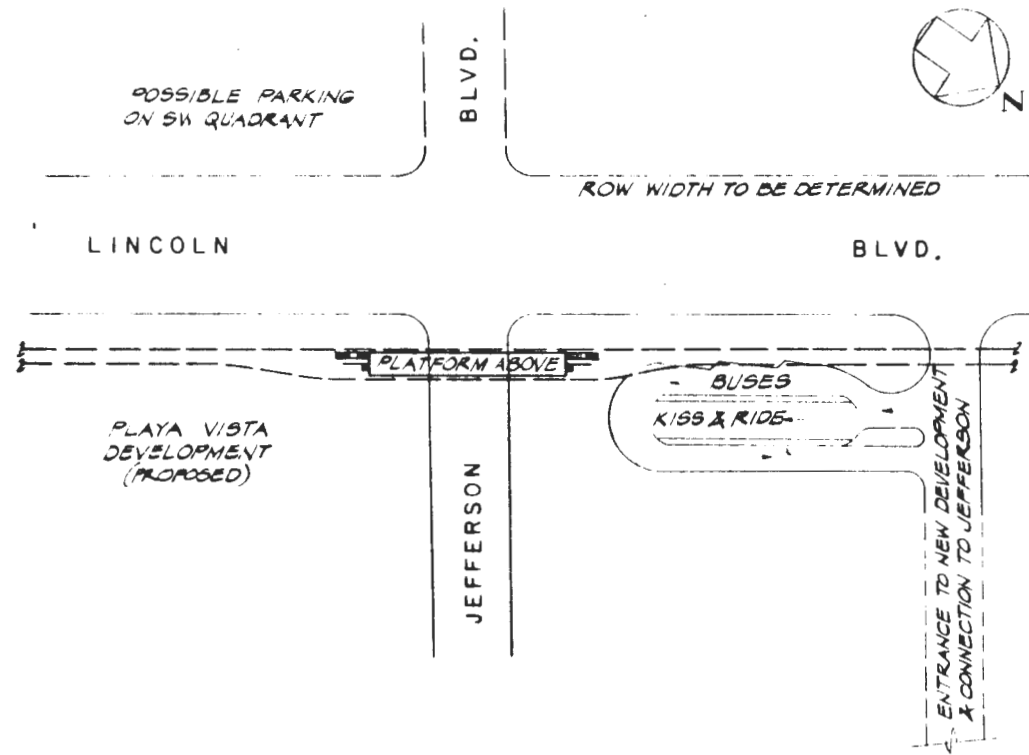 POSSIBLE PARKING
ON SW QUADRANT
BLVD.
N
ROW WIDTH TO BE DETERMINED
LINCOLN
BLVD.
PLATFORM ABOVE
BUSES
KISS & RIDE
PLAYA VISTA
DEVELOPMENT
(PROPOSED)
JEFFERSON
ENTRANCE TO NEW DEVELOPMENT
& CONNECTION TO JEFFERSON